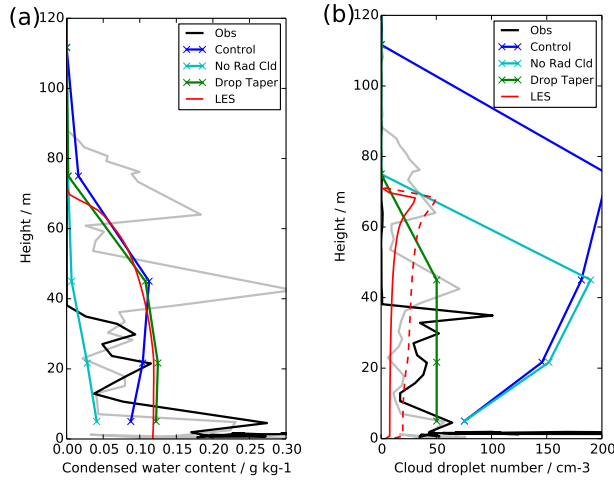 (a)
120
100
80
60
40
20
0
0.00
0.05
0.10
0.15
0.20
0.25
0.30
Height / m
Condensed water content / g kg-1
Obs
Control
No Rad Cld
Drop Taper
LES
(b)
120
100
80
60
40
20
0
0
50
100
150
200
Height / m
Cloud droplet number / cm-3
Obs
Control
No Rad Cld
Drop Taper
LES